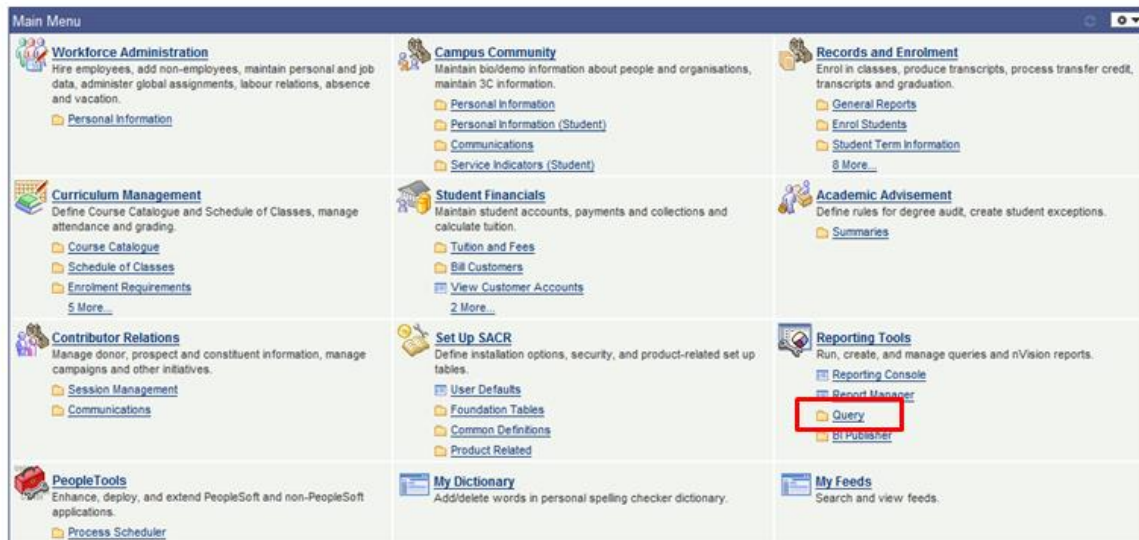 Main Menu
Workforce Administration
Hire employees, add non-employees, maintain personal and job
data, administer global assignments, labour relations, absence
and vacation.
Personal Information
Campus Community
Maintain bio/demo information about people and organisations,
maintain 3C information.
Personal Information
Personal Information (Student)
Communications
Service Indicators (Student)
Records and Enrolment
Enrol in classes, produce transcripts, process transfer credit,
transcripts and graduation.
General Reports
Enrol Students
Student Term Information
8 More...
Curriculum Management
Define Course Catalogue and Schedule of Classes, manage
attendance and grading.
Course Catalogue
Schedule of Classes
Enrolment Requirements
5 More...
Student Financials
Maintain student accounts, payments and collections and
calculate tuition.
Tuition and Fees
Bill Customers
View Customer Accounts
2 More...
Academic Advisement
Define rules for degree audit, create student exceptions.
Summaries
Contributor Relations
Manage donor, prospect and constituent information, manage
campaigns and other initiatives.
Session Management
Communications
Set Up SACR
Define installation options, security, and product-related set up
tables.
User Defaults
Foundation Tables
Common Definitions
Product Related
Reporting Tools
Run, create, and manage queries and nVision reports.
Reporting Console
Report Manager
Query
BI Publisher
PeopleTools
Enhance, deploy, and extend PeopleSoft and non-PeopleSoft
applications.
Process Scheduler
My Dictionary
Add/delete words in personal spelling checker dictionary.
My Feeds
Search and view feeds.